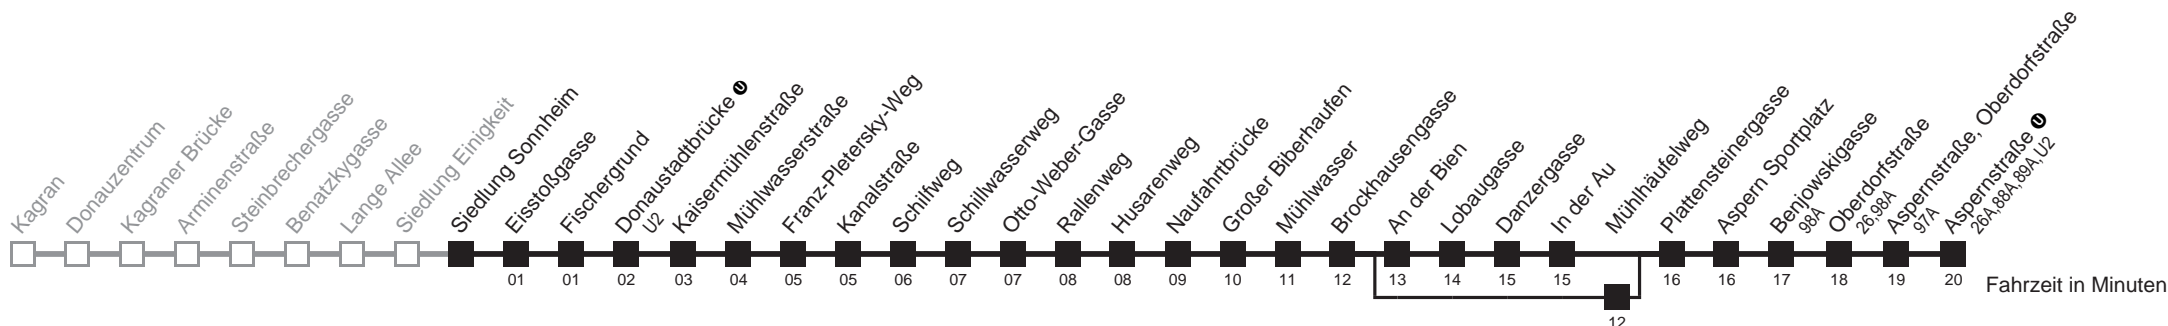 Kagran
Donauzentrum
Kagraner Brücke
Arminenstraße
Steinbrechergasse
Benatzkygasse
Lange Allee
Siedlung Einigkeit
Siedlung Sonnheim
Eisstoßgasse
01
Fischergrund
01
Donaustadtbrücke U
U2
02
Kaisermühlenstraße
03
Mühlwasserstraße
04
Franz-Pletersky-Weg
05
Kanalstraße
05
Schilfweg
06
Schillwasserweg
07
Otto-Weber-Gasse
07
Rallenweg
08
Husarenweg
08
Naufahrtbrücke
09
Großer Biberhaufen
10
Mühlwasser
11
Brockhausengasse
12
An der Bien
13
Lobaugasse
14
Danzergasse
15
In der Au
15
Mühlhäufelweg
12
Plattensteinergasse
16
Aspern Sportplatz
16
Benjowskigasse
98A
17
Oberdorfstraße
26,98A
18
Aspernstraße, Oberdorfstraße
97A
19
Aspernstraße U
26A,88A,89A,U2
20
Fahrzeit in Minuten